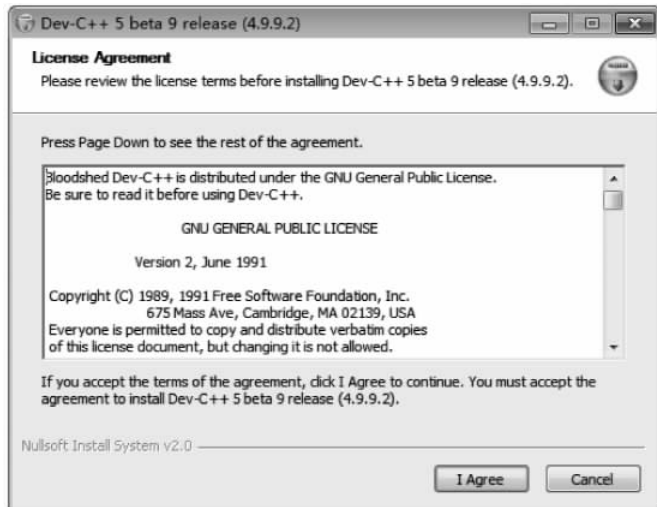 Dev-C++ 5 beta 9 release (4.9.9.2)
License Agreement
Please review the license terms before installing Dev-C++ 5 beta 9 release (4.9.9.2).
Press Page Down to see the rest of the agreement.
Bloodshed Dev-C++ is distributed under the GNU General Public License.
Be sure to read it before using Dev-C++.
GNU GENERAL PUBLIC LICENSE
Version 2, June 1991
Copyright (C) 1989, 1991 Free Software Foundation, Inc.
675 Mass Ave, Cambridge, MA 02139, USA
Everyone is permitted to copy and distribute verbatim copies
of this license document, but changing it is not allowed.
If you accept the terms of the agreement, click I Agree to continue. You must accept the
agreement to install Dev-C++ 5 beta 9 release (4.9.9.2).
Nullsoft Install System v2.0
I Agree
Cancel